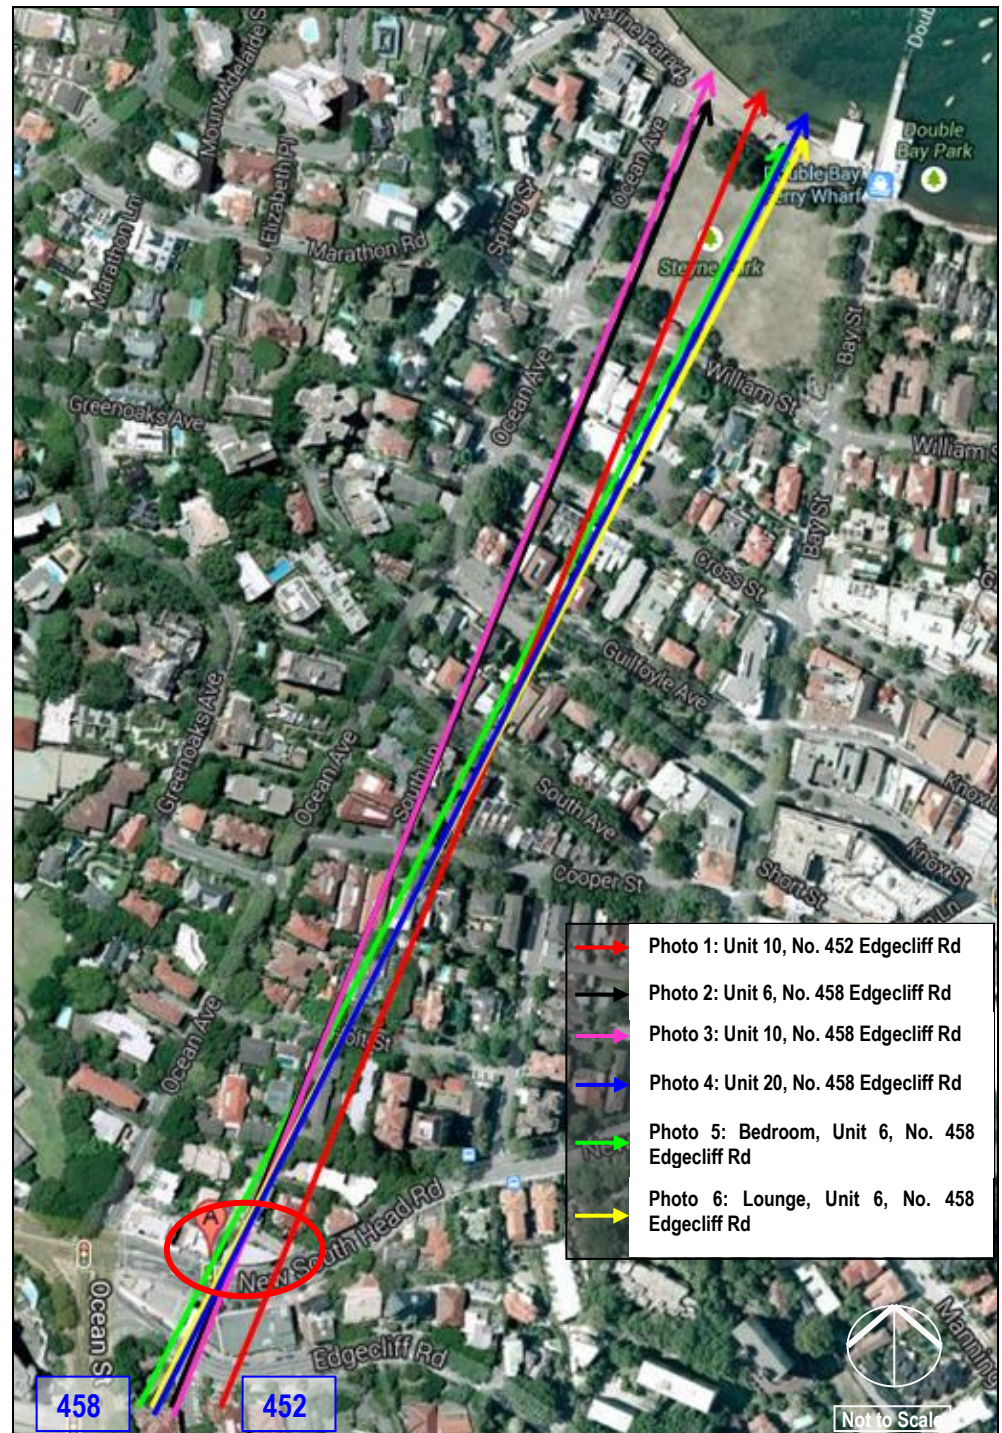 Marine Parade
Doub
Mount Adelaide S
Elizabeth Pl
Ocean Ave
Double
Bay Park
Double Bay
Ferry Wharf
Marathon Ln
Marathon Rd
Spring St
Steyne Park
Bay St
Ocean Ave
William St
Greenoaks Ave
William S
Bay St
Cross St
Guilfoyle Ave
Greenoaks Ave
Ocean Ave
South Ln
South Ave
Knox L
Knox St
Cooper St
Short St
Ln
Photo 1: Unit 10, No. 452 Edgecliff Rd
Photo 2: Unit 6, No. 458 Edgecliff Rd
Photo 3: Unit 10, No. 458 Edgecliff Rd
Photo 4: Unit 20, No. 458 Edgecliff Rd
Photo 5: Bedroom, Unit 6, No. 458
Edgecliff Rd
Photo 6: Lounge, Unit 6, No. 458
Edgecliff Rd
Ocean Ave
A
New South Head Rd
Ocean S
Edgecliff Rd
Manning
458
452
Not to Scale